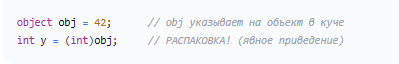 object obj = 42;      // obj указывает на объект в куче
int y = (int)obj;     // РАСПАКОВКА! (явное приведение)